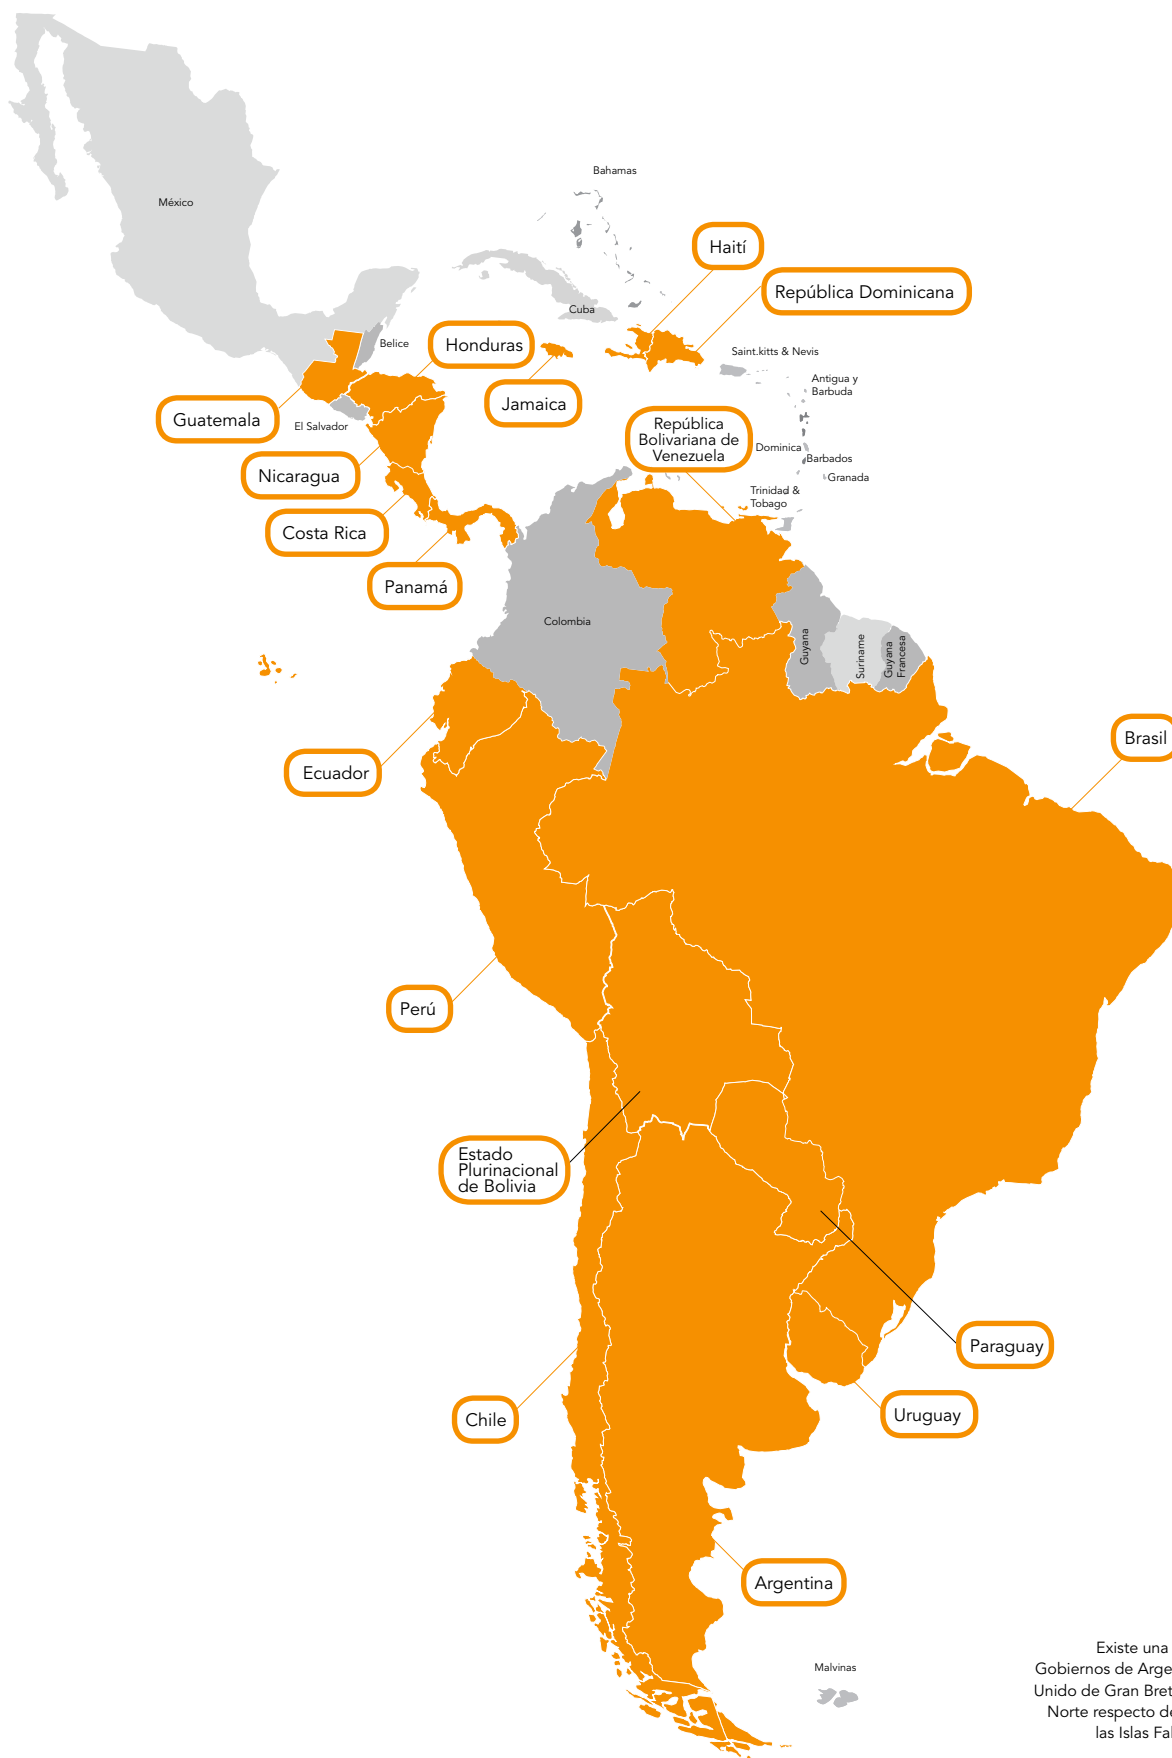 Bahamas
México
Haití
República Dominicana
Cuba
Belice
Honduras
Saint.kitts & Nevis
Antigua y
Barbuda
Jamaica
Guatemala
El Salvador
República
Bolivariana de
Venezuela
Dominica
Barbados
Granada
Nicaragua
Trinidad &
Tobago
Costa Rica
Panamá
Colombia
Guyana
Suriname
Guyana
Francesa
Brasil
Ecuador
Perú
Estado
Plurinacional
de Bolivia
Paraguay
Uruguay
Chile
Argentina
Malvinas
Existe una
Gobiernos de Arge
Unido de Gran Bret
Norte respecto de
las Islas Fal